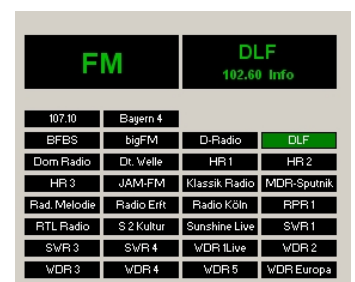 FM
DLF
102.60 Info
107.10 Bayern 4
BFBS bigFM D-Radio DLF
Dom Radio Dt. Welle HR 1 HR 2
HR 3 JAM-FM Klassik Radio MDR-Sputnik
Rad. Melodie Radio Erft Radio Köln RPR 1
RTL Radio S 2 Kultur Sunshine Live SWR 1
SWR 3 SWR 4 WDR 1Live WDR 2
WDR 3 WDR 4 WDR 5 WDR Europa